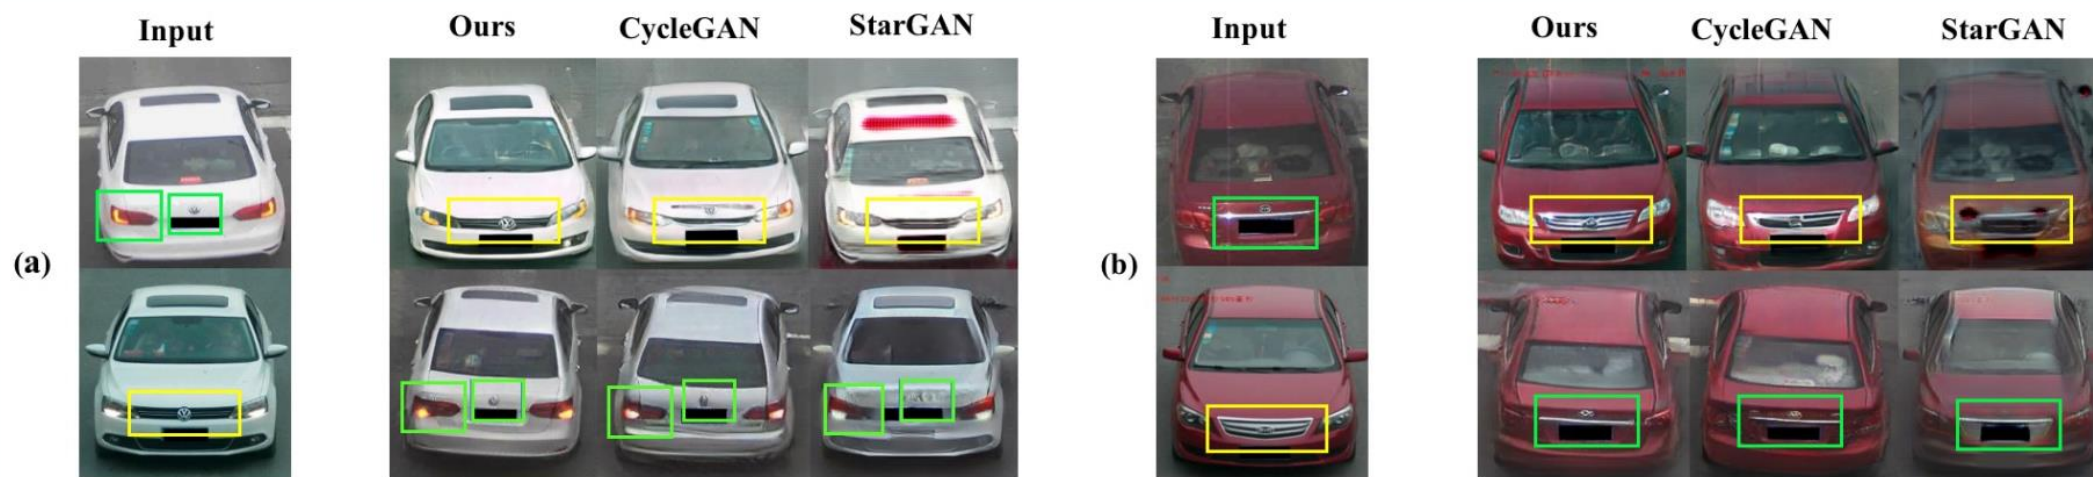 Input Ours CycleGAN StarGAN Input Ours CycleGAN StarGAN
(a) (b)